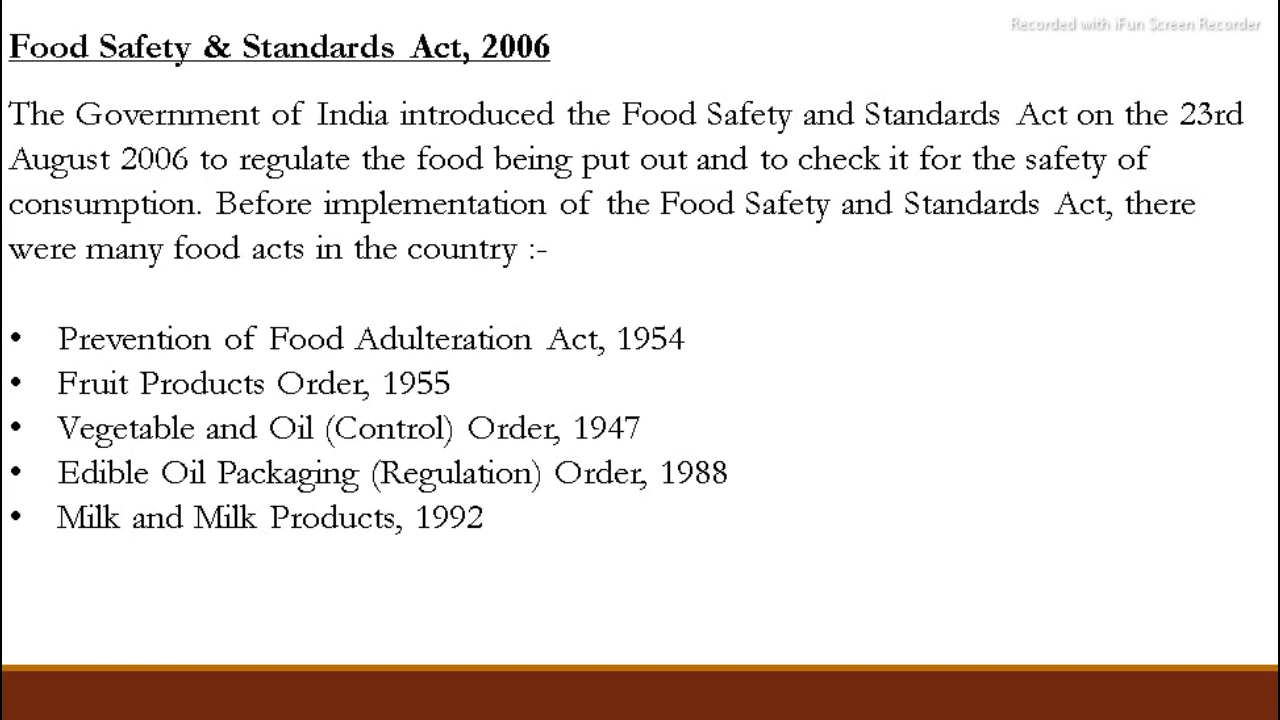 Recorded with iFun Screen Recorder
Food Safety & Standards Act, 2006
The Government of India introduced the Food Safety and Standards Act on the 23rd
August 2006 to regulate the food being put out and to check it for the safety of
consumption. Before implementation of the Food Safety and Standards Act, there
were many food acts in the country :-
• Prevention of Food Adulteration Act, 1954
• Fruit Products Order, 1955
• Vegetable and Oil (Control) Order, 1947
• Edible Oil Packaging (Regulation) Order, 1988
• Milk and Milk Products, 1992